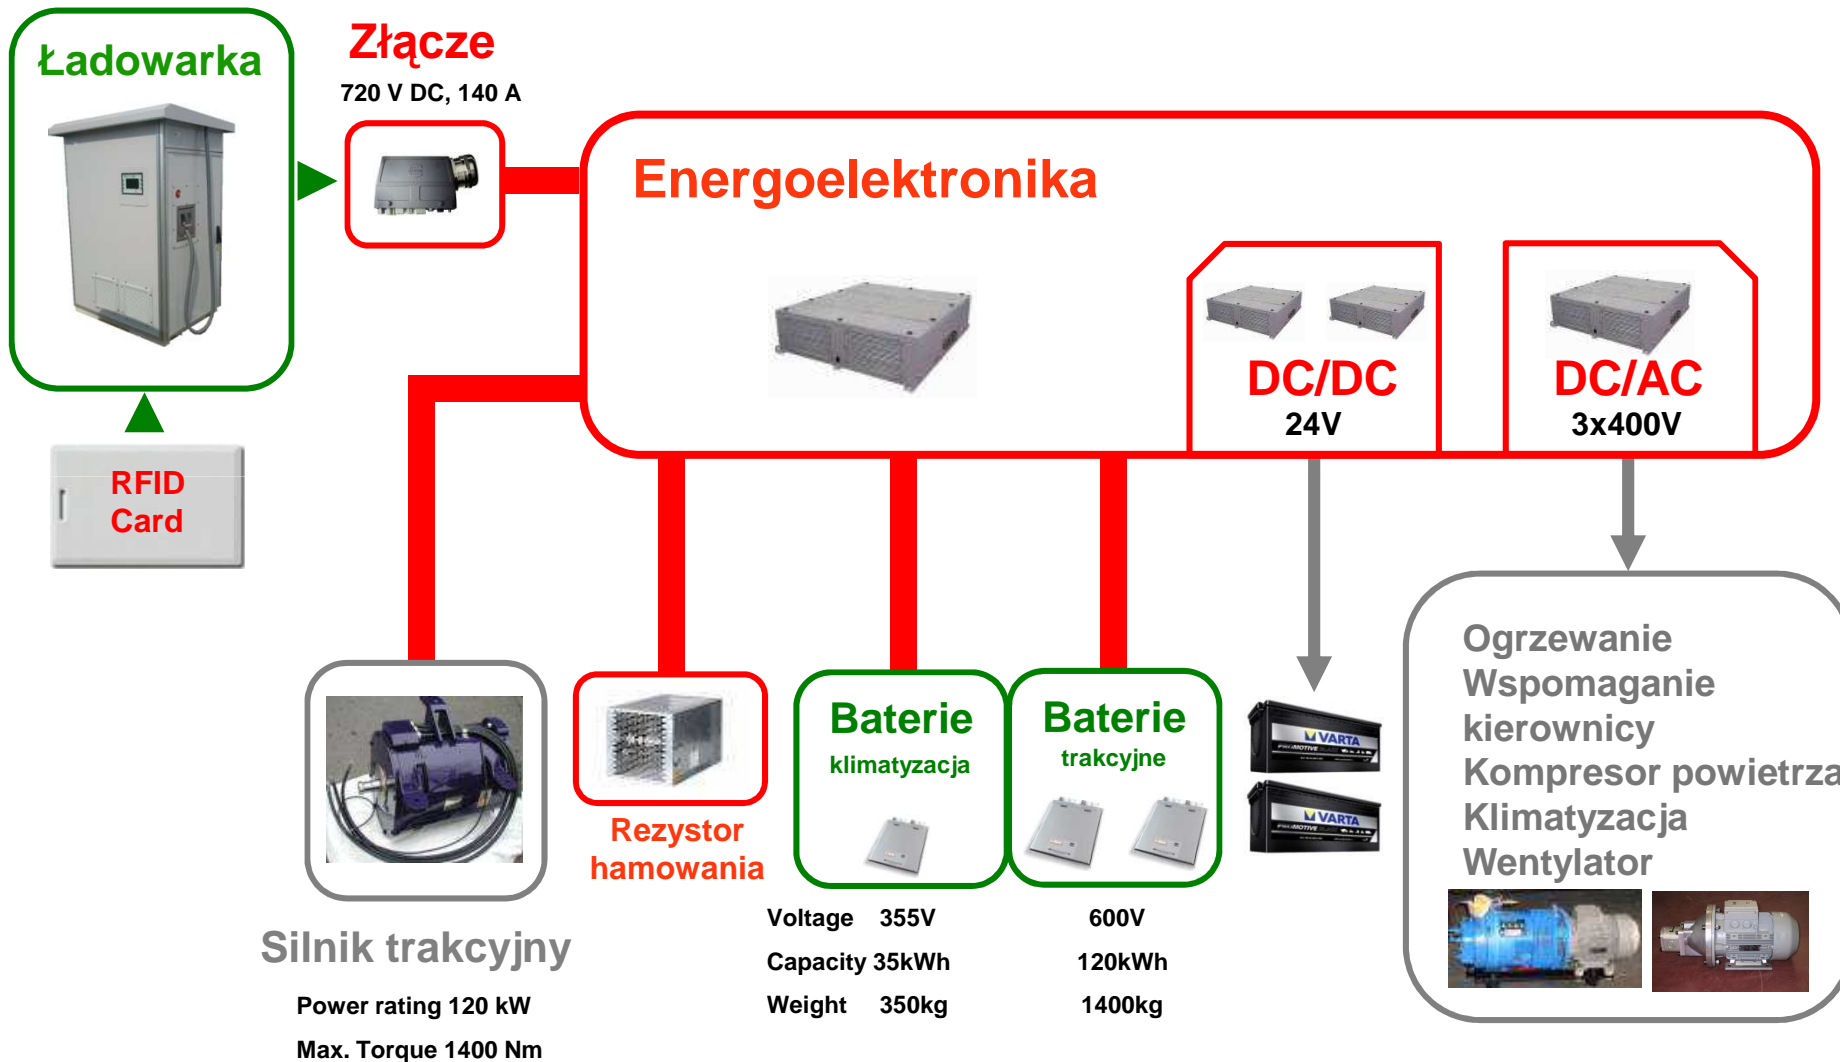 Ładowarka
Złącze
720 V DC, 140 A
Energoelektronika
DC/DC
24V
DC/AC
3x400V
RFID
Card
Silnik trakcyjny
Power rating 120 kW
Max. Torque 1400 Nm
Rezystor
hamowania
Baterie
klimatyzacja
Baterie
trakcyjne
Voltage 355V 600V
Capacity 35kWh 120kWh
Weight 350kg 1400kg
VARTA
PROMOTIVE
VARTA
PROMOTIVE
Ogrzewanie
Wspomaganie
kierownicy
Kompresor powietrza
Klimatyzacja
Wentylator